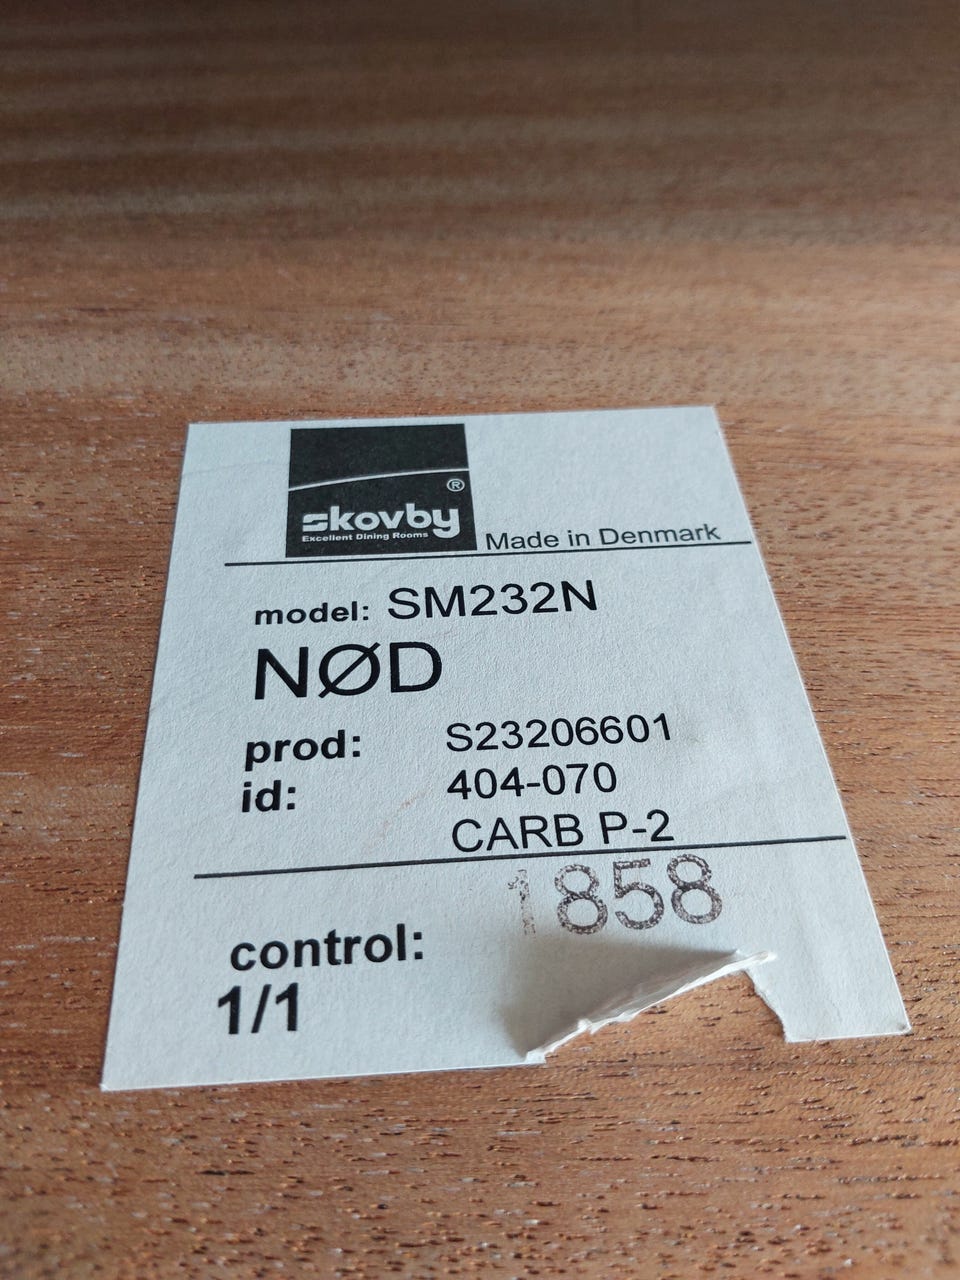 skovby®
Excellent Dining Rooms
Made in Denmark
model: SM232N
NØD
prod: S23206601
id: 404-070
CARB P-2
1858
control:
1/1